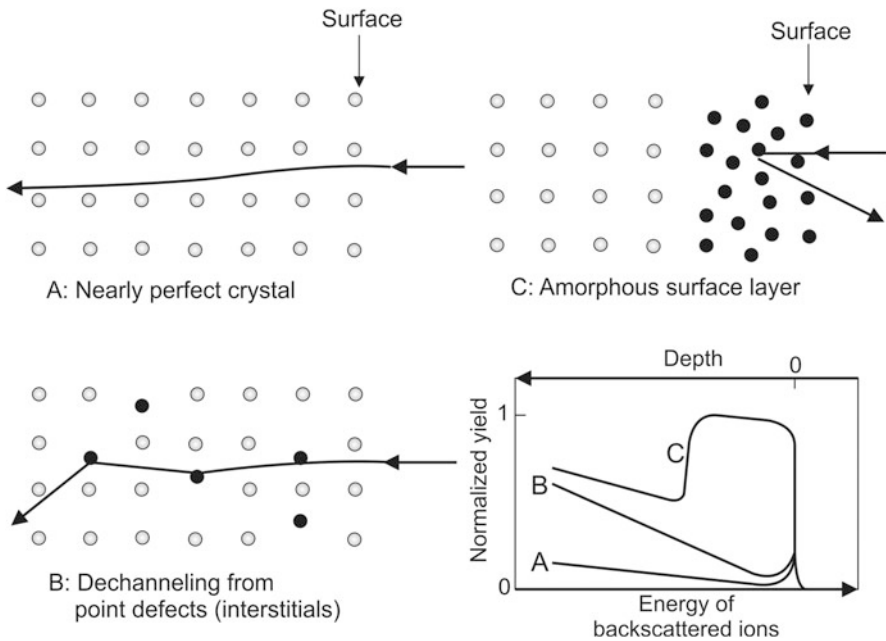 Surface
A: Nearly perfect crystal
Surface
C: Amorphous surface layer
B: Dechanneling from
point defects (interstitials)
Depth
0
1
Normalized yield
C
B
A
0
Energy of
backscattered ions